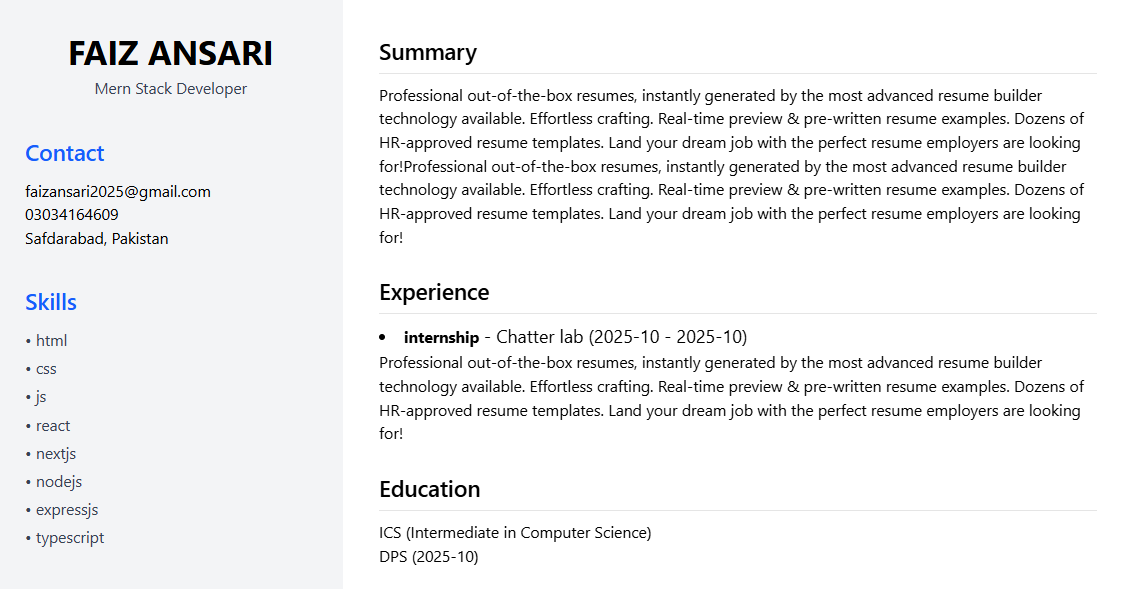 FAIZ ANSARI
Mern Stack Developer
Contact
faizansari2025@gmail.com
03034164609
Safdarabad, Pakistan
Skills
• html
• css
• js
• react
• nextjs
• nodejs
• expressjs
• typescript
Summary
Professional out-of-the-box resumes, instantly generated by the most advanced resume builder
technology available. Effortless crafting. Real-time preview & pre-written resume examples. Dozens of
HR-approved resume templates. Land your dream job with the perfect resume employers are looking
for!Professional out-of-the-box resumes, instantly generated by the most advanced resume builder
technology available. Effortless crafting. Real-time preview & pre-written resume examples. Dozens of
HR-approved resume templates. Land your dream job with the perfect resume employers are looking
for!
Experience
• internship - Chatter lab (2025-10 - 2025-10)
Professional out-of-the-box resumes, instantly generated by the most advanced resume builder
technology available. Effortless crafting. Real-time preview & pre-written resume examples. Dozens of
HR-approved resume templates. Land your dream job with the perfect resume employers are looking
for!
Education
ICS (Intermediate in Computer Science)
DPS (2025-10)